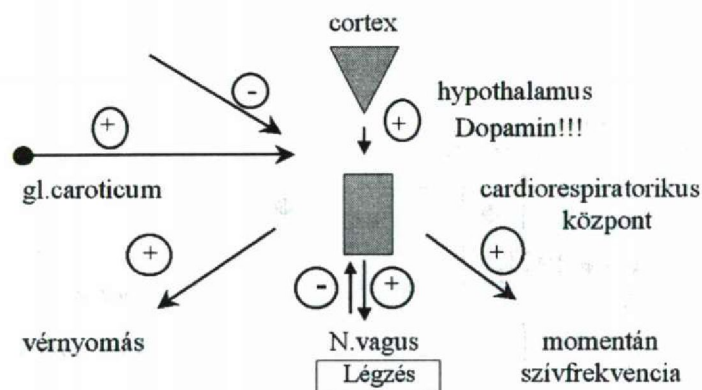 cortex
-
+
hypothalamus
Dopamin!!!
+
gl.caroticum
cardiorespiratorikus
központ
+
+
-
+
vérnyomás
N.vagus
momentán
szívfrekvencia
Légzés